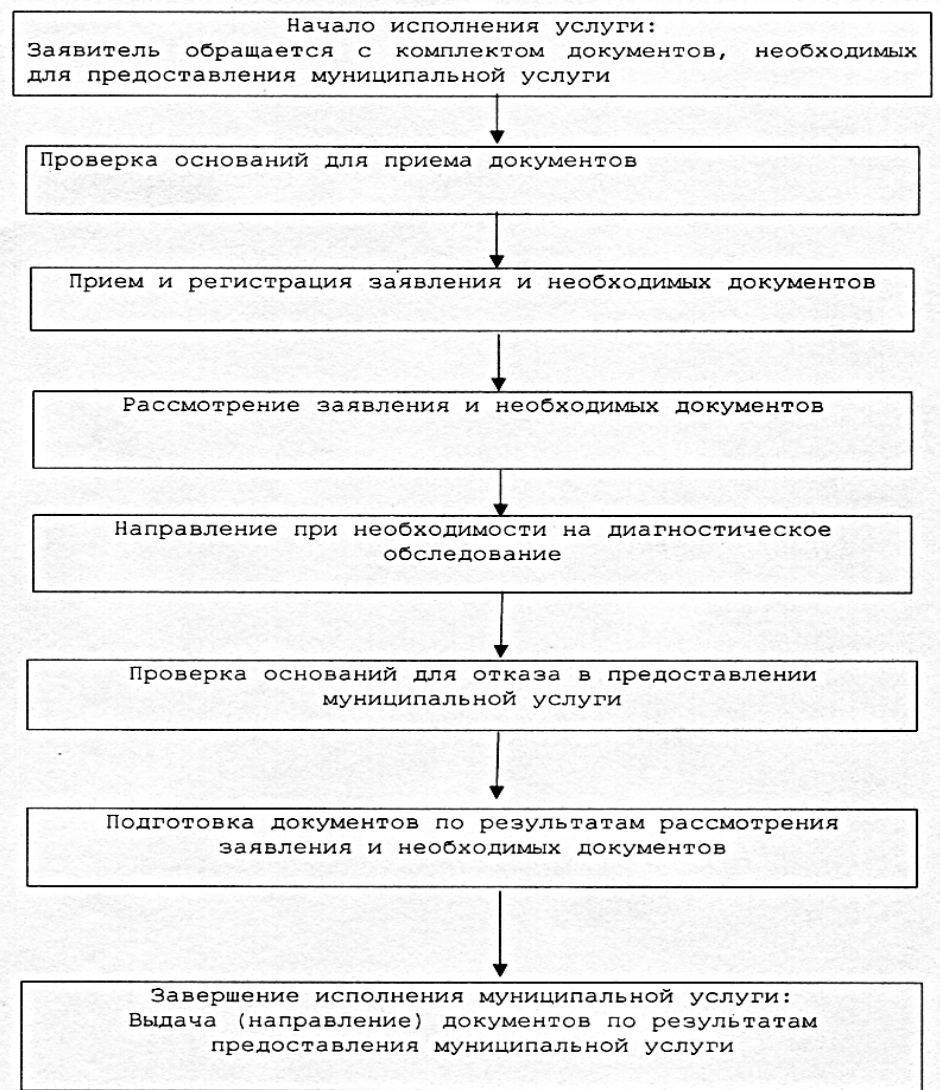 Начало исполнения услуги:
Заявитель обращается с комплектом документов, необходимых
для предоставления муниципальной услуги
Проверка оснований для приема документов
Прием и регистрация заявления и необходимых документов
Рассмотрение заявления и необходимых документов
Направление при необходимости на диагностическое
обследование
Проверка оснований для отказа в предоставлении
муниципальной услуги
Подготовка документов по результатам рассмотрения
заявления и необходимых документов
Завершение исполнения муниципальной услуги:
Выдача (направление) документов по результатам
предоставления муниципальной услуги